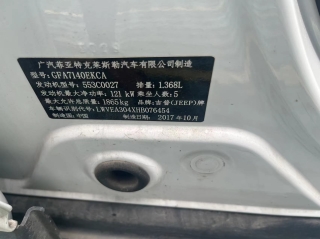 广汽菲亚特克莱斯勒汽车有限公司制造
型号:GFA7140EKCA
发动机型号:553C0027 排量:1.368L
发动机最大净功率:121kW 乘坐人数:5
最大允许总质量:1865kg 品牌:吉普(JEEP)牌
车辆识别代号:LWVEA304XHB076454
制造国:中国 制造年月:2017年10月